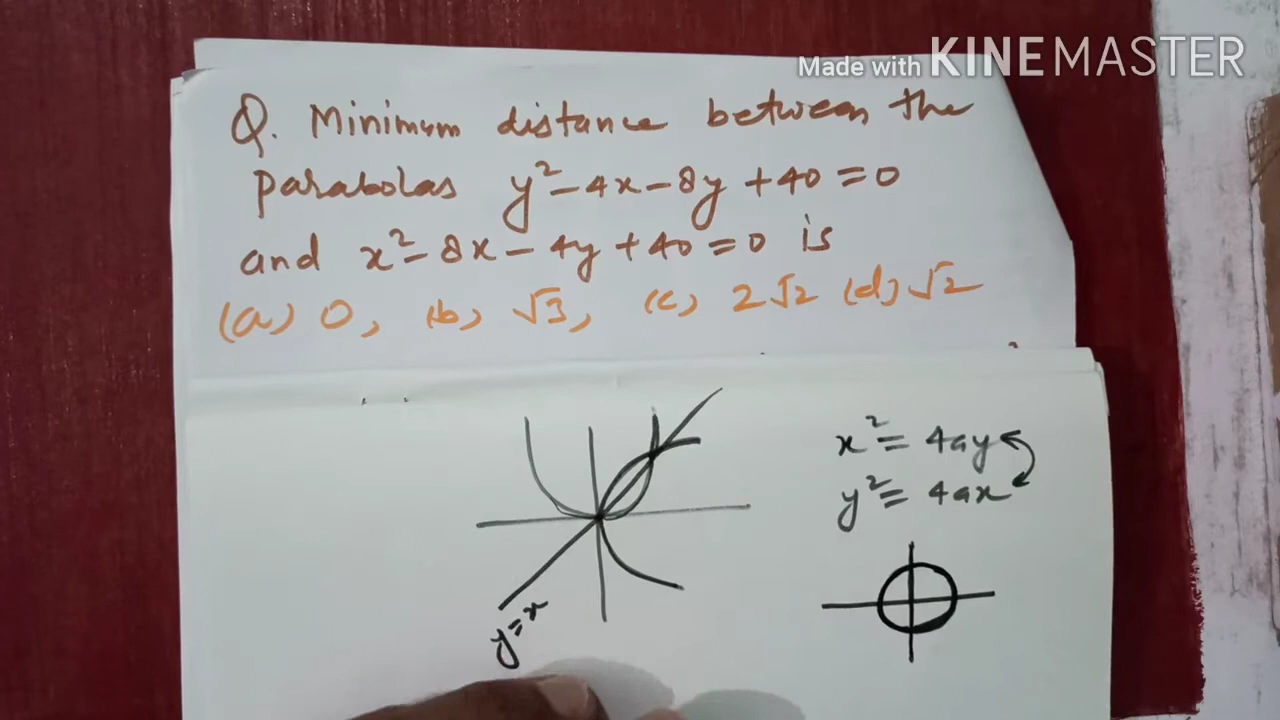 Made with KINEMASTER
Q. Minimum distance between the
parabolas y²-4x-8y+40=0
and x²-8x-4y+40=0 is
(a) 0, (b) √3, (c) 2√2 (d) √2
x²= 4ay
y²= 4ax
y=x